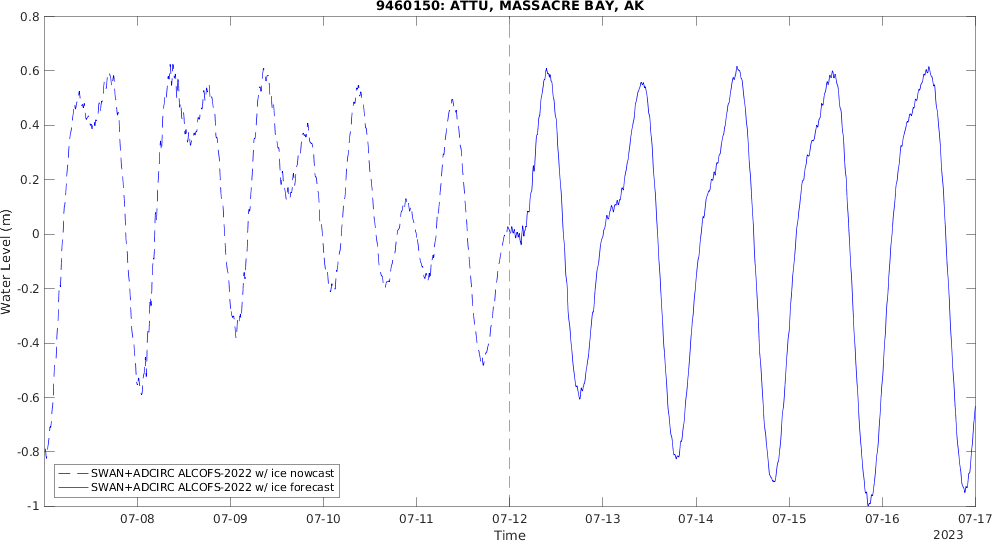 9460150: ATTU, MASSACRE BAY, AK
Water Level (m)
0.8
0.6
0.4
0.2
0
-0.2
-0.4
-0.6
-0.8
-1
SWAN+ADCIRC ALCOFS-2022 w/ ice nowcast
SWAN+ADCIRC ALCOFS-2022 w/ ice forecast
07-08 07-09 07-10 07-11 07-12 07-13 07-14 07-15 07-16 07-17
Time
2023